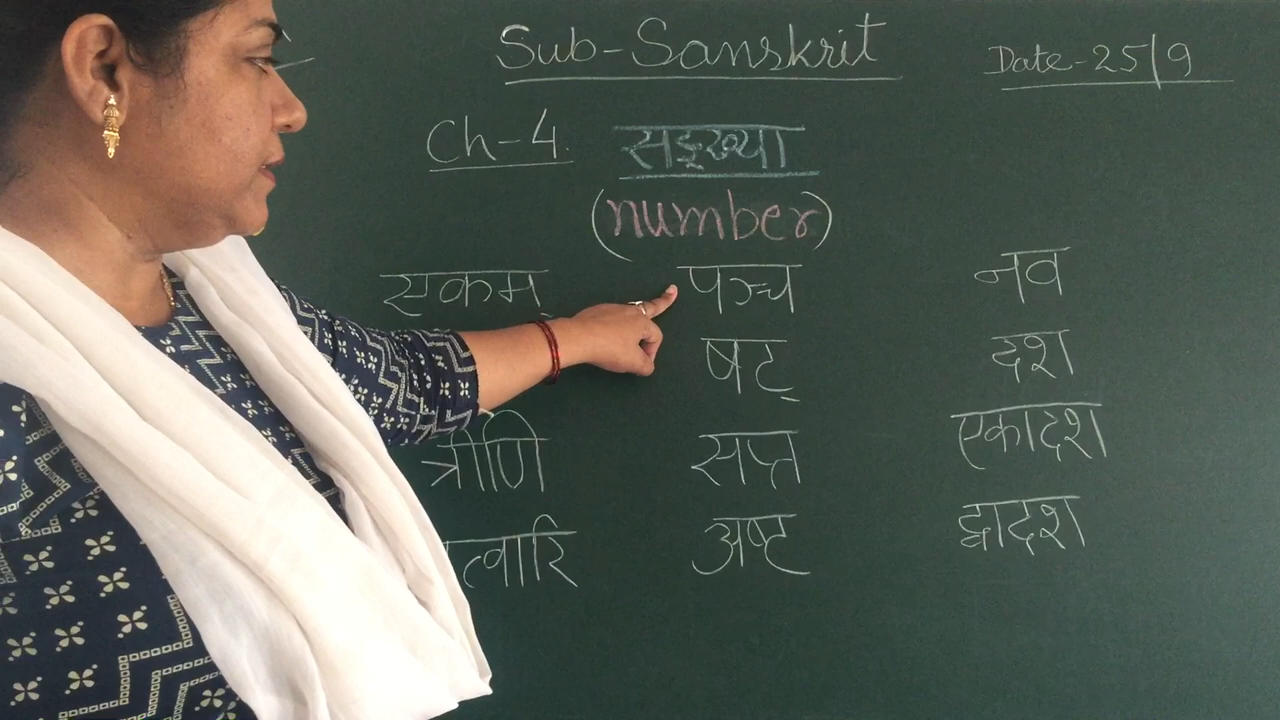 Sub-Sanskrit
Date-25/9
Ch-4. सङ्ख्या
(number)
एकम्
पञ्च
नव
षट्
दश
त्रीणि
सप्त
एकादश
त्वारि
अष्ट
द्वादश